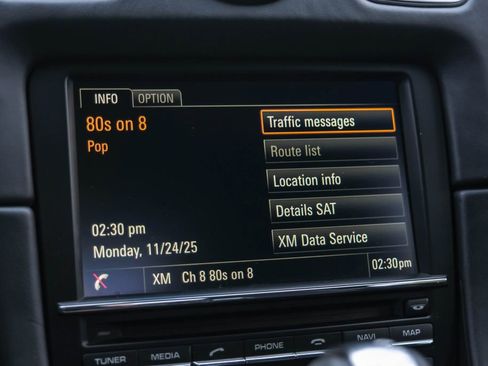 INFO OPTION
80s on 8
Pop
Traffic messages
Route list
Location info
Details SAT
XM Data Service
02:30 pm
Monday, 11/24/25
XM Ch 8 80s on 8 02:30pm
TUNER MEDIA PHONE NAVI MAP